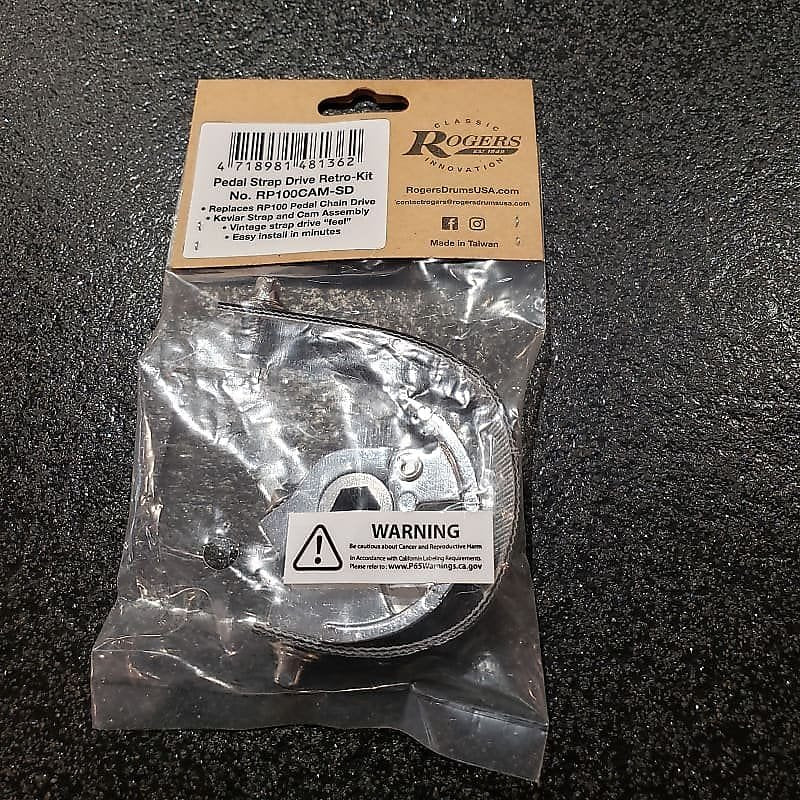 4 718981 481362
Pedal Strap Drive Retro-Kit
No. RP100CAM-SD
• Replaces RP100 Pedal Chain Drive
• Kevlar Strap and Cam Assembly
• Vintage strap drive "feel"
• Easy install in minutes
CLASSIC
ROGERS
EST. 1849
INNOVATION
RogersDrumsUSA.com
contactrogers@rogersdrumsusa.com
Made in Taiwan
WARNING
Be cautious about Cancer and Reproductive Harm
In Accordance with California Labeling Requirements
Please refer to: www.P65Warnings.ca.gov